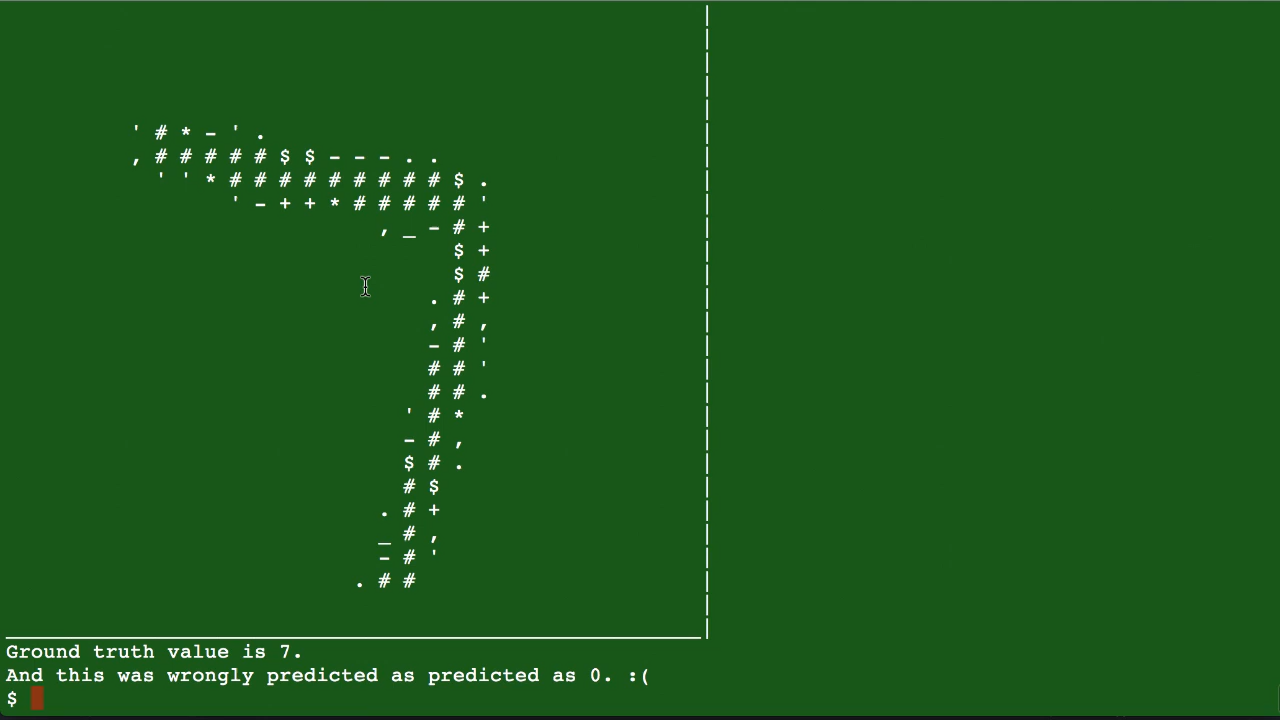 ' # * - ' .
, # # # # # $ $ - - - . .
' ' * # # # # # # # # # $ .
' - + + * # # # # # '
, _ - # +
$ +
$ #
. # +
, # ,
- # '
# # '
# # .
' # *
- # ,
$ # .
# $
. # +
_ # ,
- # '
. # #
Ground truth value is 7.
And this was wrongly predicted as predicted as 0. :(
$